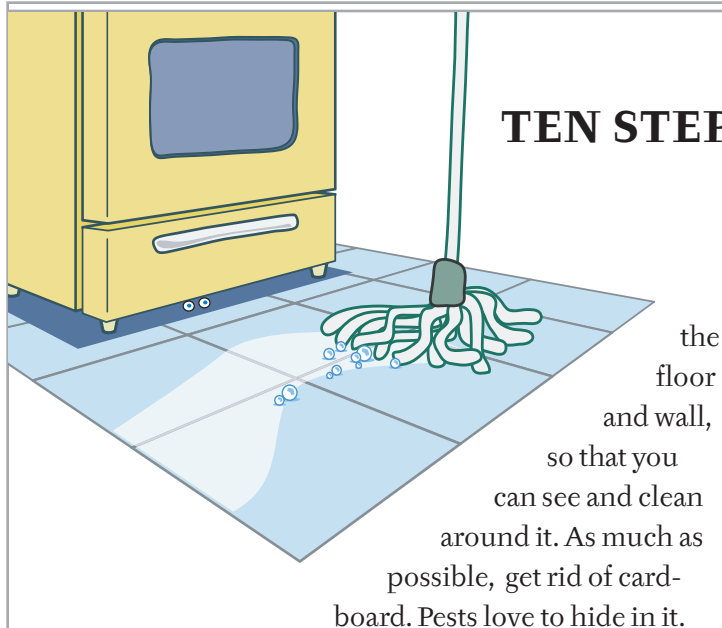 TEN STEP
the
floor
and wall,
so that you
can see and clean
around it. As much as
possible, get rid of card-
board. Pests love to hide in it.